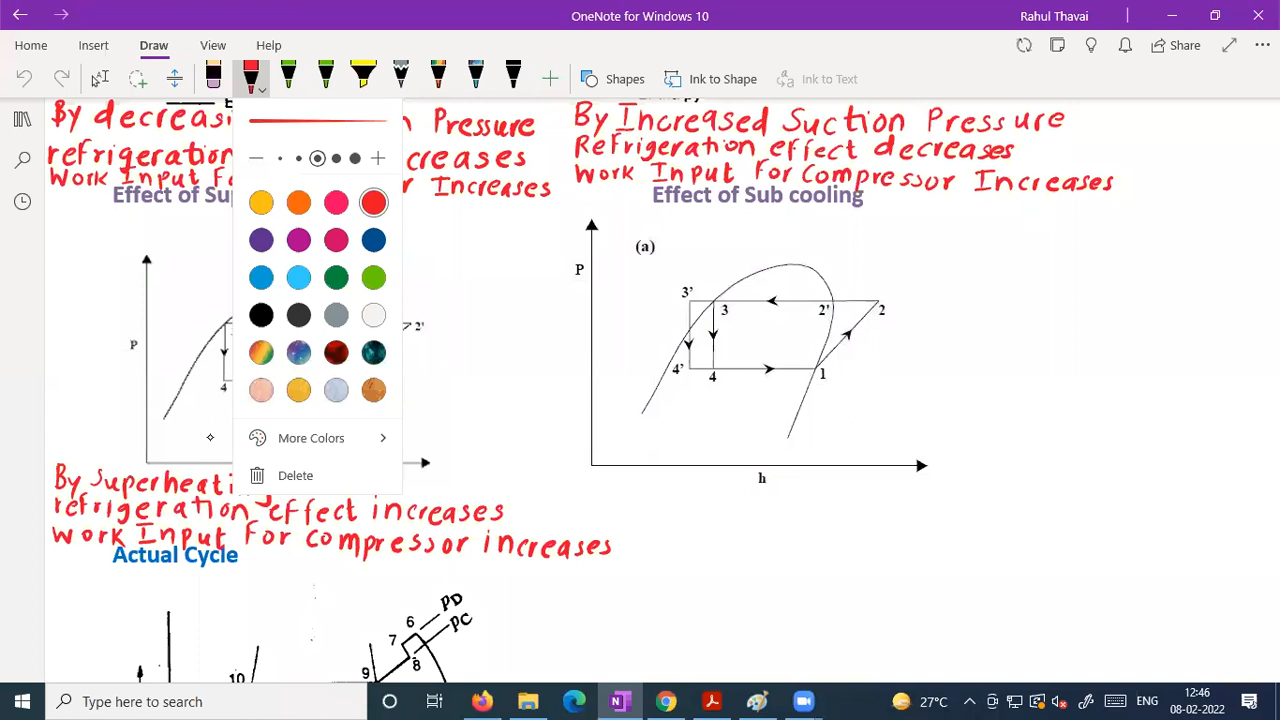 OneNote for Windows 10
Rahul Thavai
Home Insert Draw View Help
Share
Shapes
Ink to Shape
Ink to Text
By decreasi
n Pressure
refrigeration
creases
Work Input Fo
or Increases
By Increased Suction Pressure
Refrigeration effect decreases
Work Input For Compressor Increases
Effect of Su
Effect of Sub cooling
P
4
2'
(a)
P
3'
3
2'
2
4'
4
1
h
More Colors
Delete
By Superheating
refrigeration effect increases
Work Input For Compressor increases
Actual Cycle
PD
6
PC
7
8
9
10
Type here to search
27°C
ENG
12:46
08-02-2022